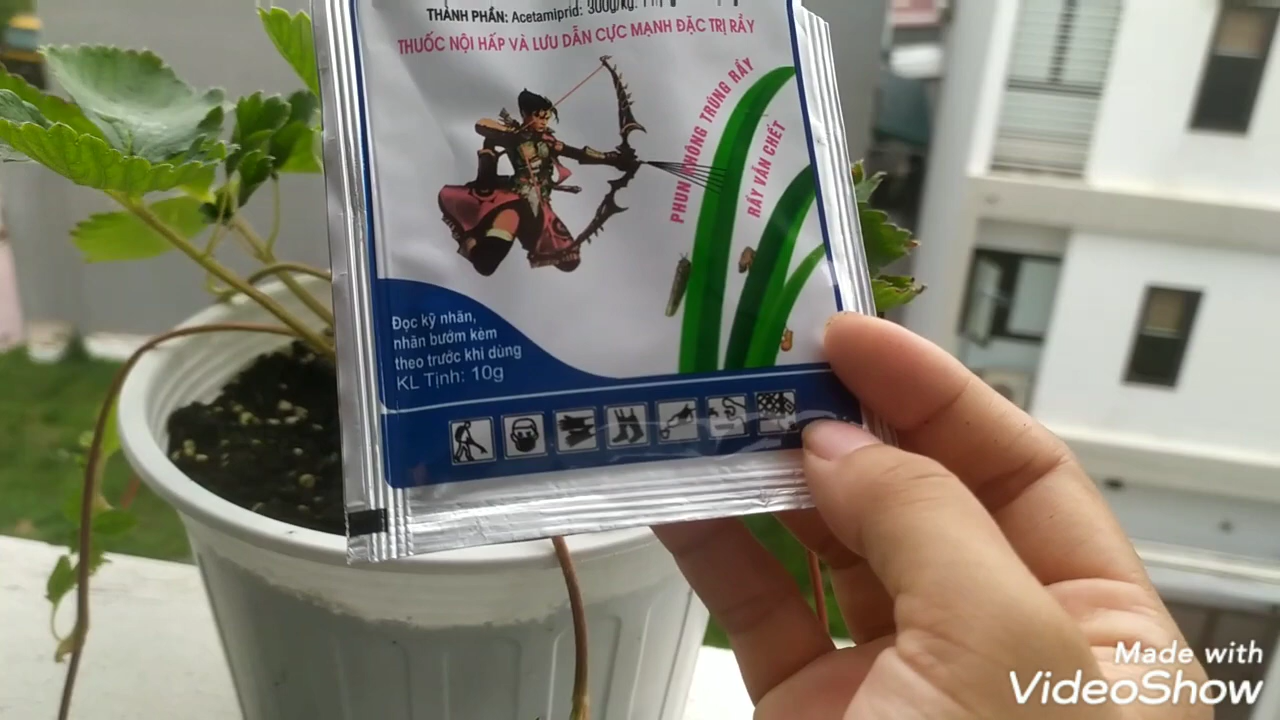 THÀNH PHẦN: Acetamiprid: 300g/kg.
THUỐC NỘI HẤP VÀ LƯU DẪN CỰC MẠNH ĐẶC TRỊ RẦY
PHUN KHÔNG TRÚNG RẦY
RẦY VẪN CHẾT
Đọc kỹ nhãn,
nhãn bướm kèm
theo trước khi dùng
KL Tịnh: 10g
Made with
VideoShow